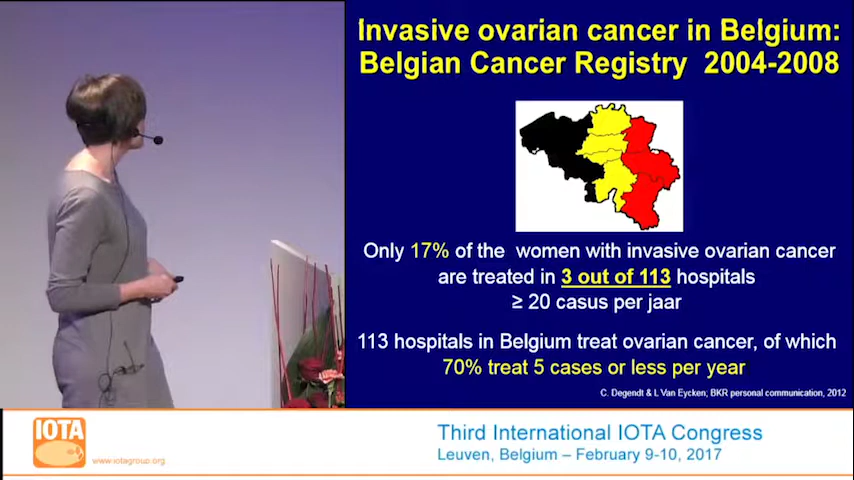 Invasive ovarian cancer in Belgium:
Belgian Cancer Registry 2004-2008
Only 17% of the women with invasive ovarian cancer
are treated in 3 out of 113 hospitals
≥ 20 casus per jaar
113 hospitals in Belgium treat ovarian cancer, of which
70% treat 5 cases or less per year
C. Degendt & L Van Eycken; BKR personal communication, 2012
IOTA
www.iotagroup.org
Third International IOTA Congress
Leuven, Belgium – February 9-10, 2017